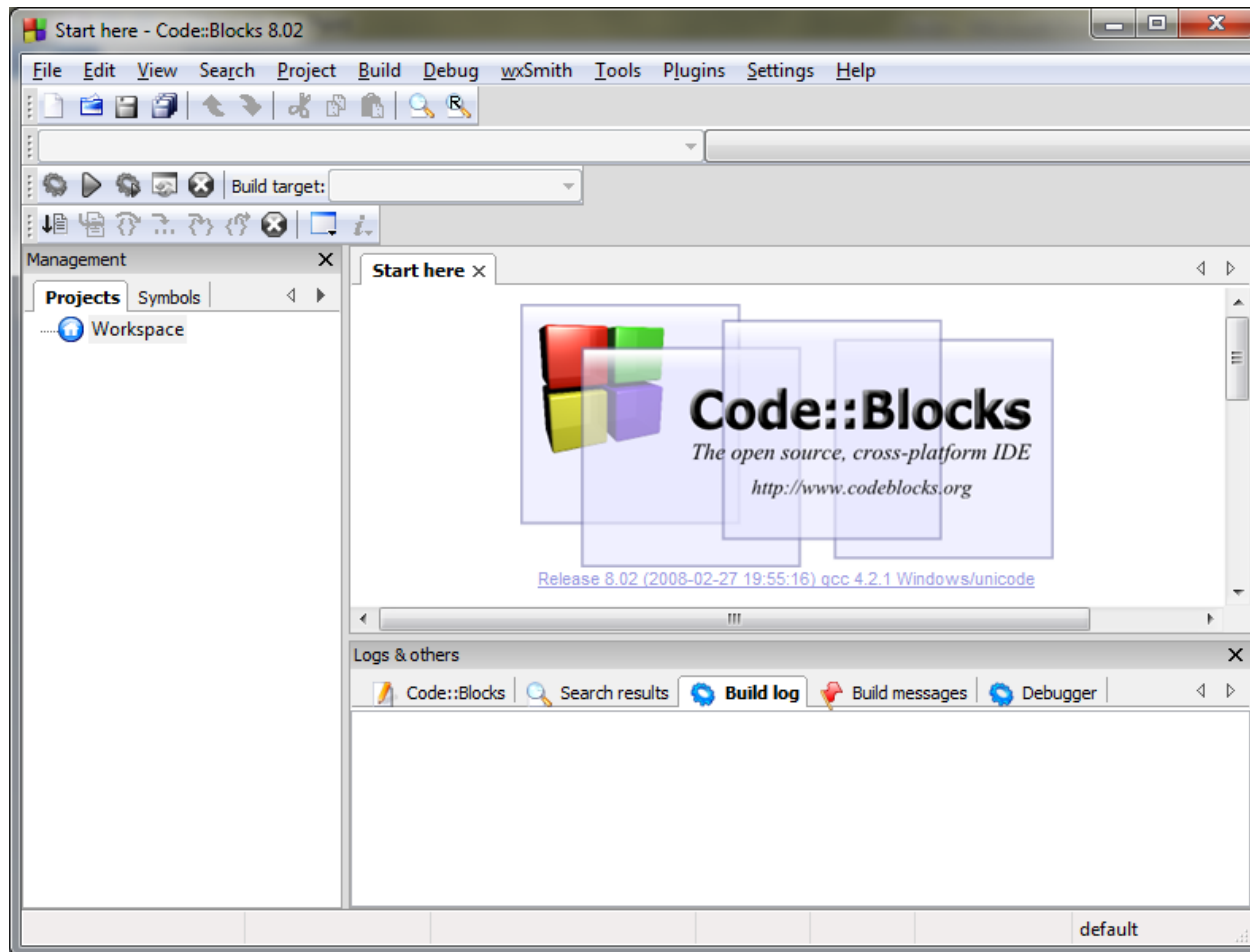 Start here - Code::Blocks 8.02
File Edit View Search Project Build Debug wxSmith Tools Plugins Settings Help
Build target:
Management
Projects Symbols
Workspace
Start here
Code::Blocks
The open source, cross-platform IDE
http://www.codeblocks.org
Release 8.02 (2008-02-27 19:55:16) gcc 4.2.1 Windows/unicode
Logs & others
Code::Blocks Search results Build log Build messages Debugger
default